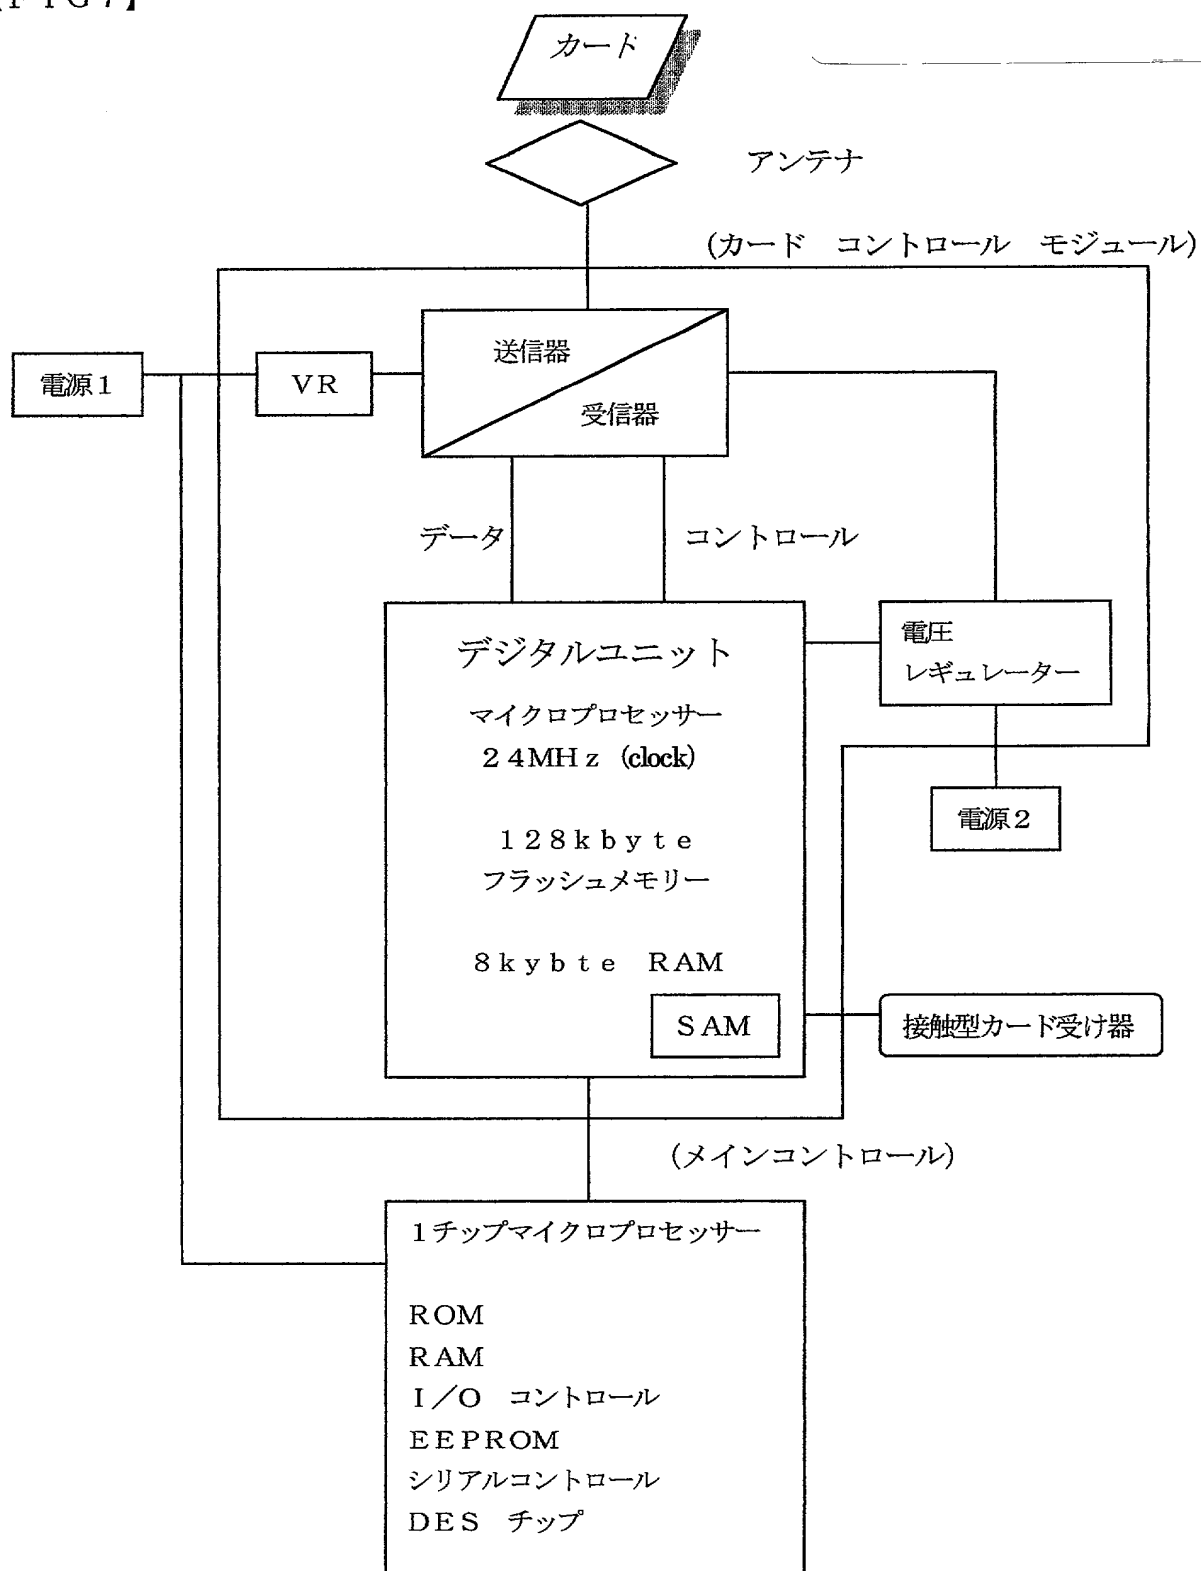 【FIG7】
カード
アンテナ
(カード　コントロール　モジュール)
送信器
電源1
VR
受信器
データ
コントロール
デジタルユニット
電圧
レギュレーター
マイクロプロセッサー
24MHz (clock)
電源2
128kbyte
フラッシュメモリー
8kybte RAM
SAM
接触型カード受け器
(メインコントロール)
1チップマイクロプロセッサー
ROM
RAM
I／O コントロール
EEPROM
シリアルコントロール
DES チップ